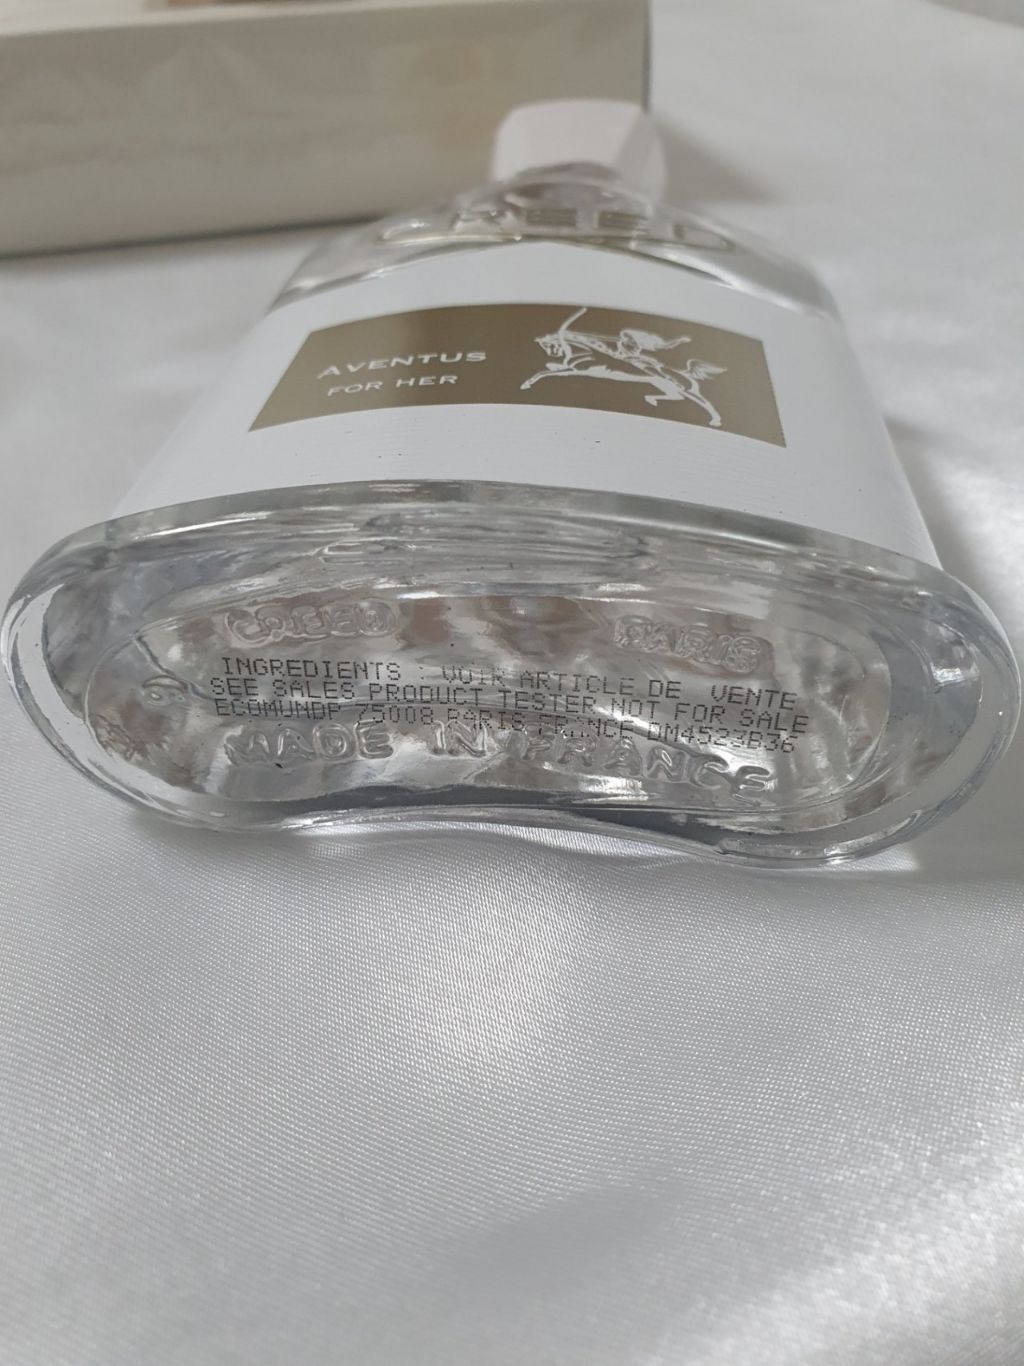 CREED
AVENTUS
FOR HER
CREED PARIS
INGREDIENTS : VOIR ARTICLE DE VENTE
SEE SALES PRODUCT TESTER NOT FOR SALE
ECOMUNDP 75008 PARIS FRANCE DM4523B36
MADE IN FRANCE